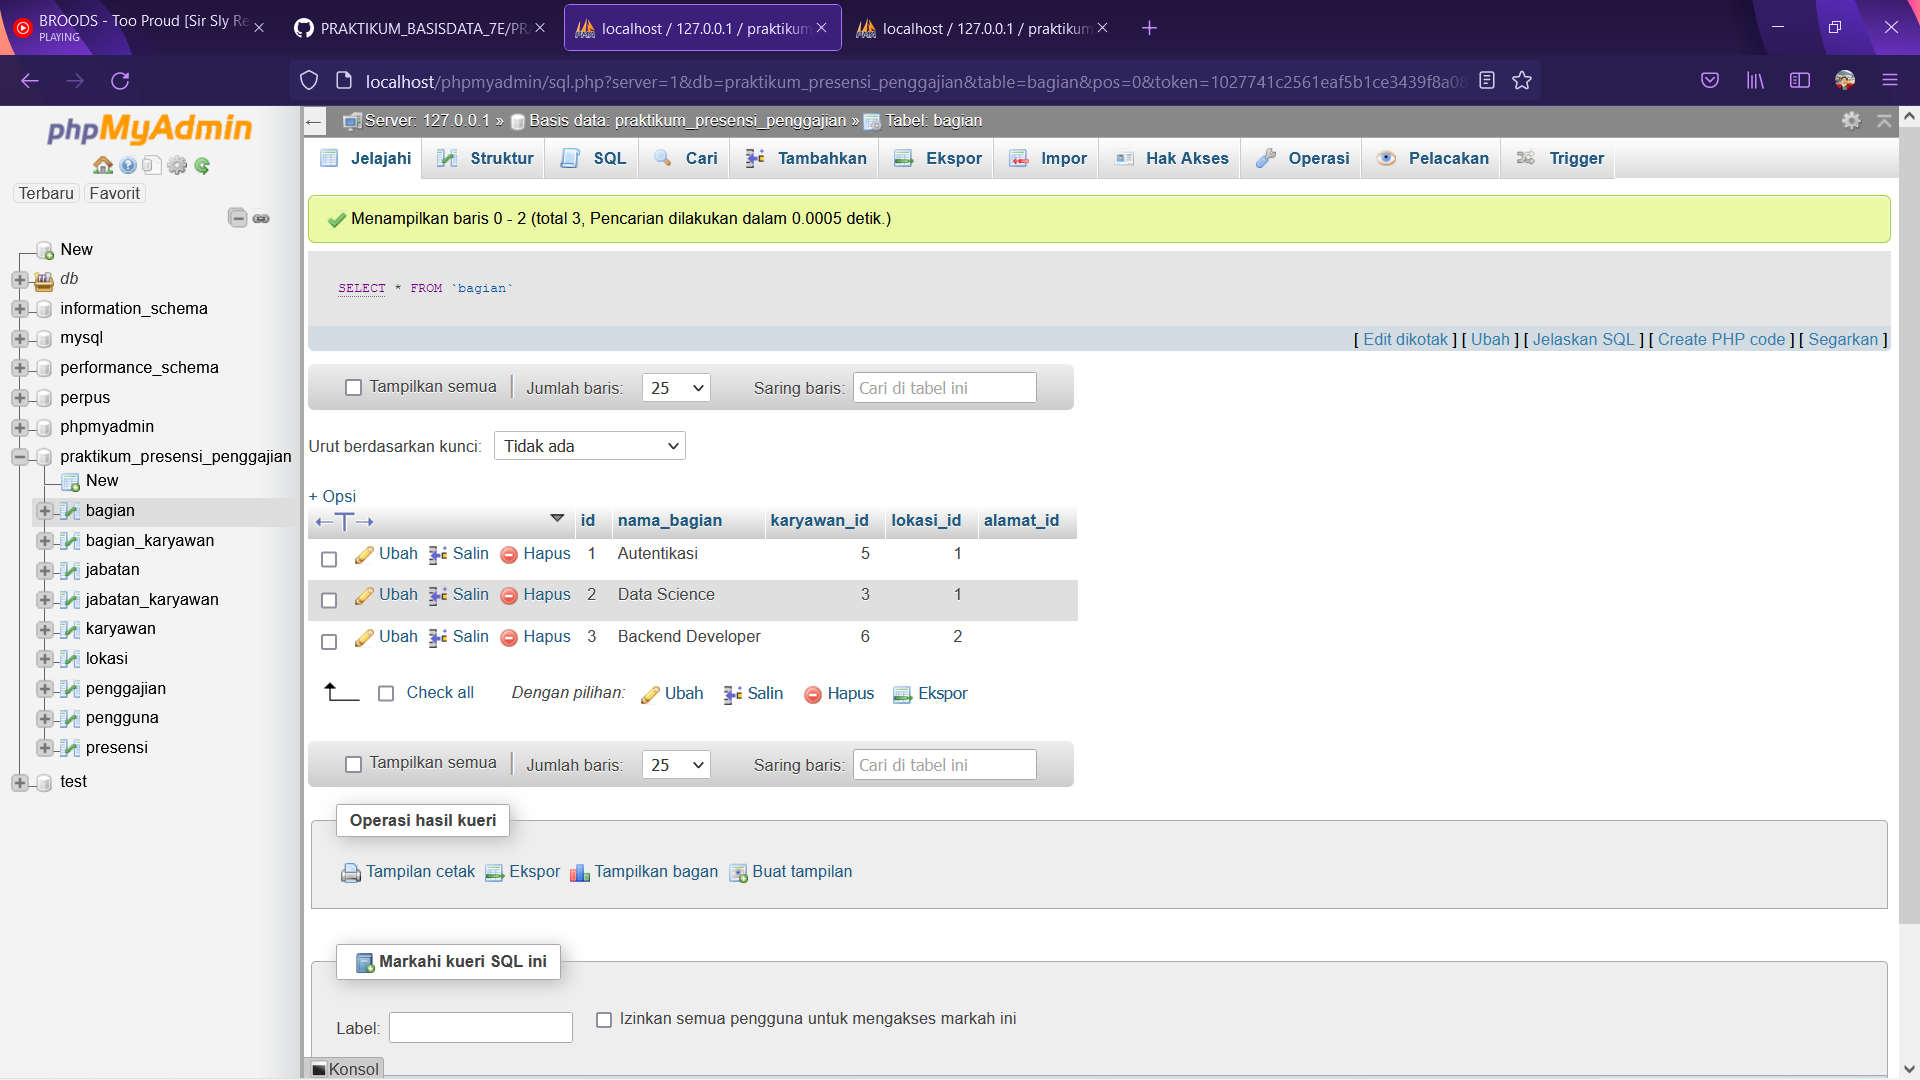 BROODS - Too Proud [Sir Sly Re
PLAYING
PRAKTIKUM_BASISDATA_7E/PR
localhost / 127.0.0.1 / praktikum
localhost / 127.0.0.1 / praktikum
localhost/phpmyadmin/sql.php?server=1&db=praktikum_presensi_penggajian&table=bagian&pos=0&token=1027741c2561eaf5b1ce3439f8a08
phpMyAdmin
Terbaru Favorit
New
db
information_schema
mysql
performance_schema
perpus
phpmyadmin
praktikum_presensi_penggajian
New
bagian
bagian_karyawan
jabatan
jabatan_karyawan
karyawan
lokasi
penggajian
pengguna
presensi
test
Server: 127.0.0.1 » Basis data: praktikum_presensi_penggajian » Tabel: bagian
Jelajahi Struktur SQL Cari Tambahkan Ekspor Impor Hak Akses Operasi Pelacakan Trigger
Menampilkan baris 0 - 2 (total 3, Pencarian dilakukan dalam 0.0005 detik.)
SELECT * FROM `bagian`
[ Edit dikotak ] [ Ubah ] [ Jelaskan SQL ] [ Create PHP code ] [ Segarkan ]
Tampilkan semua Jumlah baris: 25 Saring baris: Cari di tabel ini
Urut berdasarkan kunci: Tidak ada
+ Opsi
←T→ id nama_bagian karyawan_id lokasi_id alamat_id
Ubah Salin Hapus 1 Autentikasi 5 1
Ubah Salin Hapus 2 Data Science 3 1
Ubah Salin Hapus 3 Backend Developer 6 2
Check all Dengan pilihan: Ubah Salin Hapus Ekspor
Tampilkan semua Jumlah baris: 25 Saring baris: Cari di tabel ini
Operasi hasil kueri
Tampilan cetak Ekspor Tampilkan bagan Buat tampilan
Markahi kueri SQL ini
Label: Izinkan semua pengguna untuk mengakses markah ini
Konsol